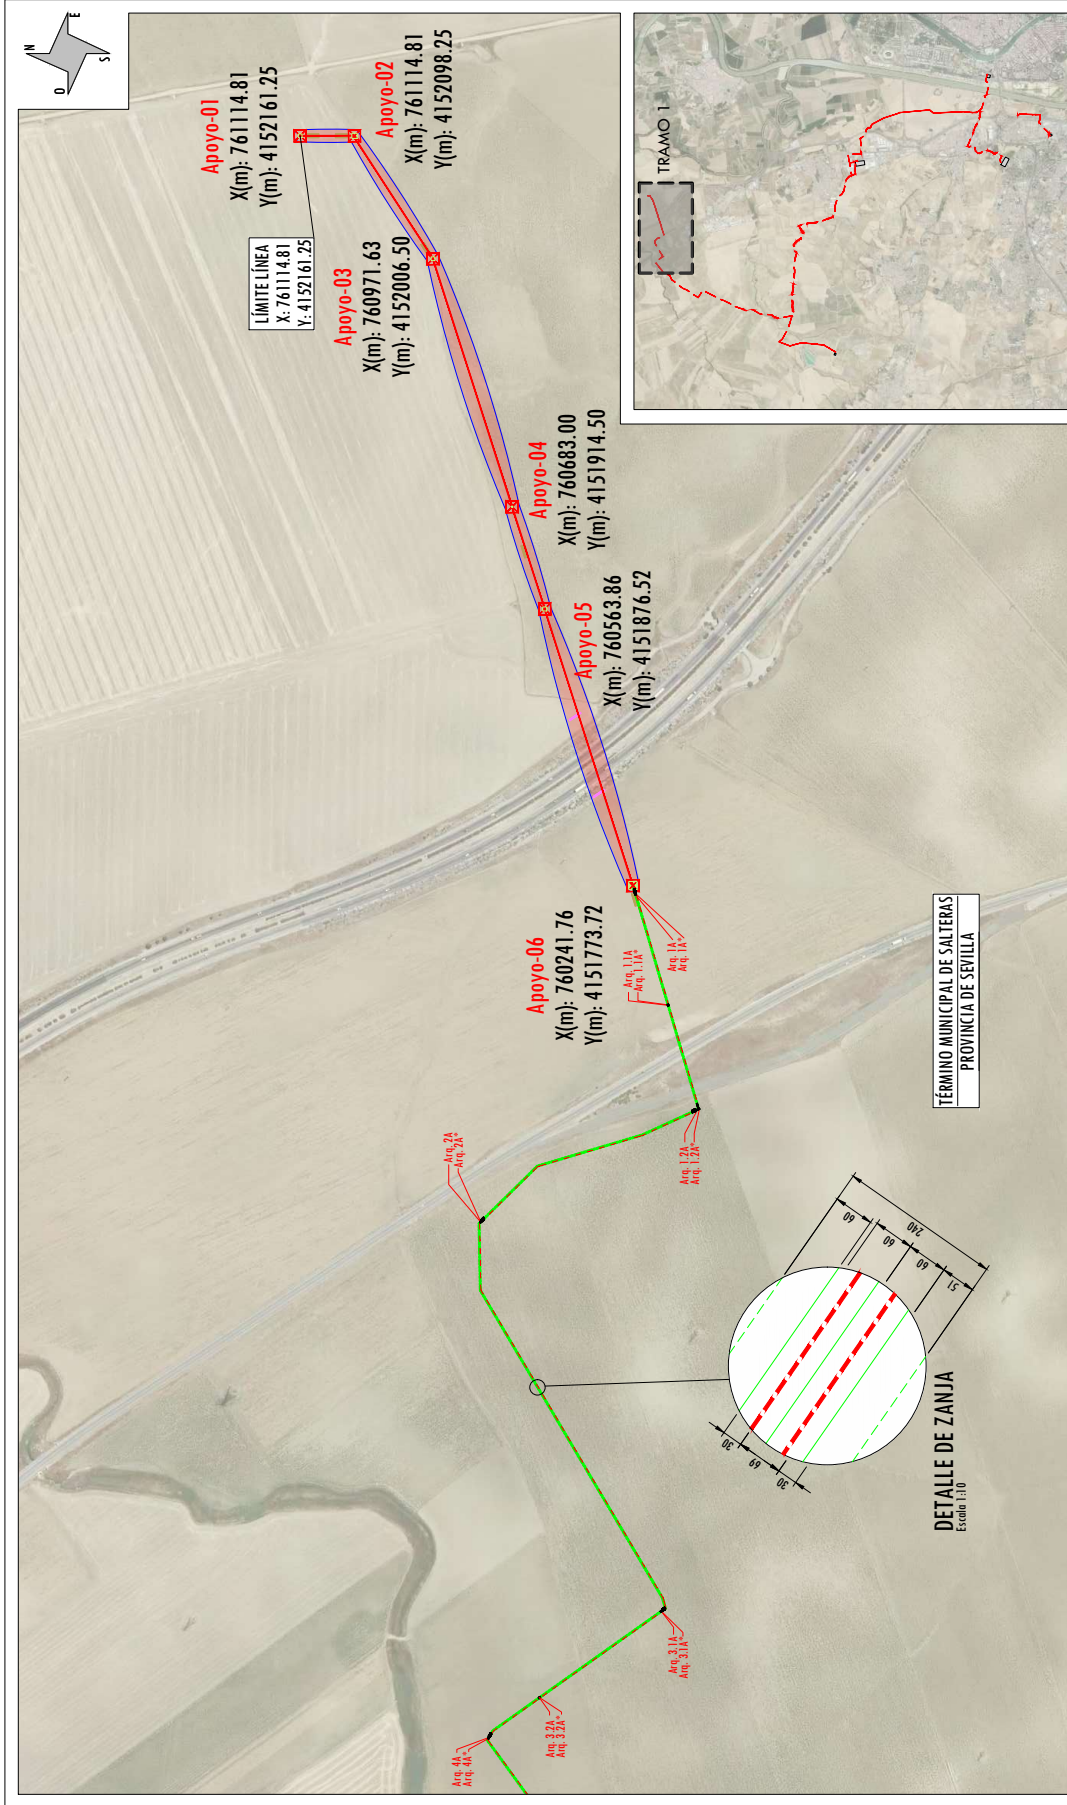 N
E
S
O
Apoyo-01
X(m): 761114.81
Y(m): 4152161.25
Apoyo-02
X(m): 761114.81
Y(m): 4152098.25
LÍMITE LÍNEA
X: 761114.81
Y: 4152161.25
Apoyo-03
X(m): 760971.63
Y(m): 4152006.50
Apoyo-04
X(m): 760683.00
Y(m): 4151914.50
Apoyo-05
X(m): 760563.86
Y(m): 4151876.52
Apoyo-06
X(m): 760241.76
Y(m): 4151773.72
TRAMO 1
Arq. 1A
Arq. 1A*
Arq. 1.1A
Arq. 1.1A*
Arq. 1.2A
Arq. 1.2A*
Arq. 2A
Arq. 2A*
Arq. 3.1A
Arq. 3.1A*
Arq. 3.2A
Arq. 3.2A*
Arq. 4A
Arq. 4A*
TÉRMINO MUNICIPAL DE SALTERAS
PROVINCIA DE SEVILLA
30
69
30
60
60
60
51
240
DETALLE DE ZANJA
Escala 1:10